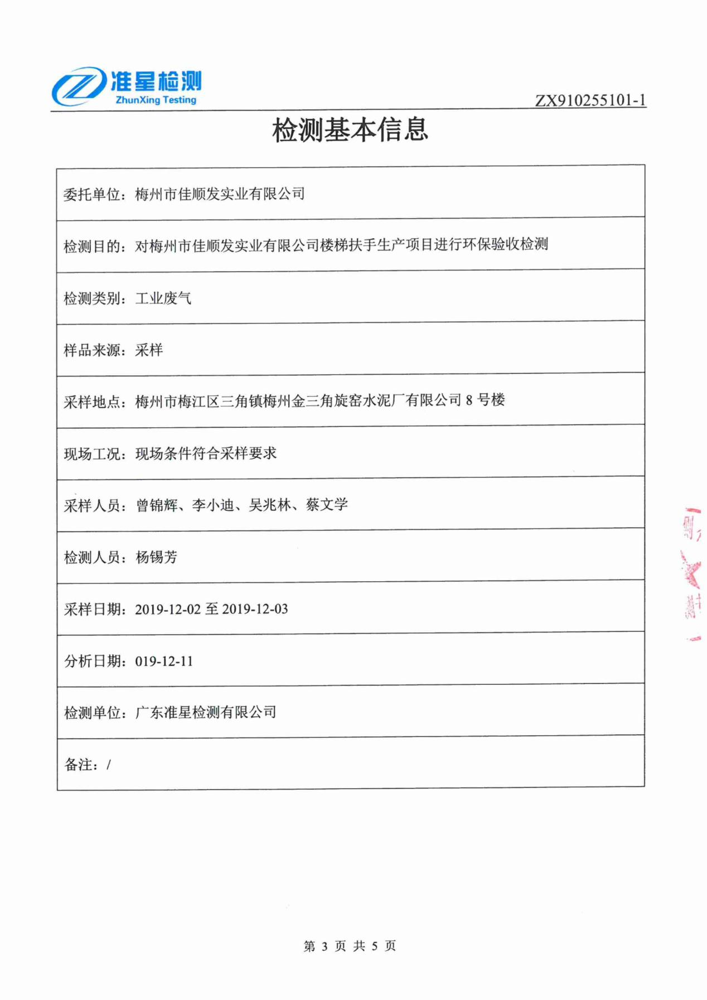 准星检测
ZhunXing Testing
ZX910255101-1
检测基本信息
委托单位：梅州市佳顺发实业有限公司
检测目的：对梅州市佳顺发实业有限公司楼梯扶手生产项目进行环保验收检测
检测类别：工业废气
样品来源：采样
采样地点：梅州市梅江区三角镇梅州金三角旋窑水泥厂有限公司 8 号楼
现场工况：现场条件符合采样要求
采样人员：曾锦辉、李小迪、吴兆林、蔡文学
检测人员：杨锡芳
采样日期：2019-12-02 至 2019-12-03
分析日期：019-12-11
检测单位：广东准星检测有限公司
备注：/
第 3 页 共 5 页